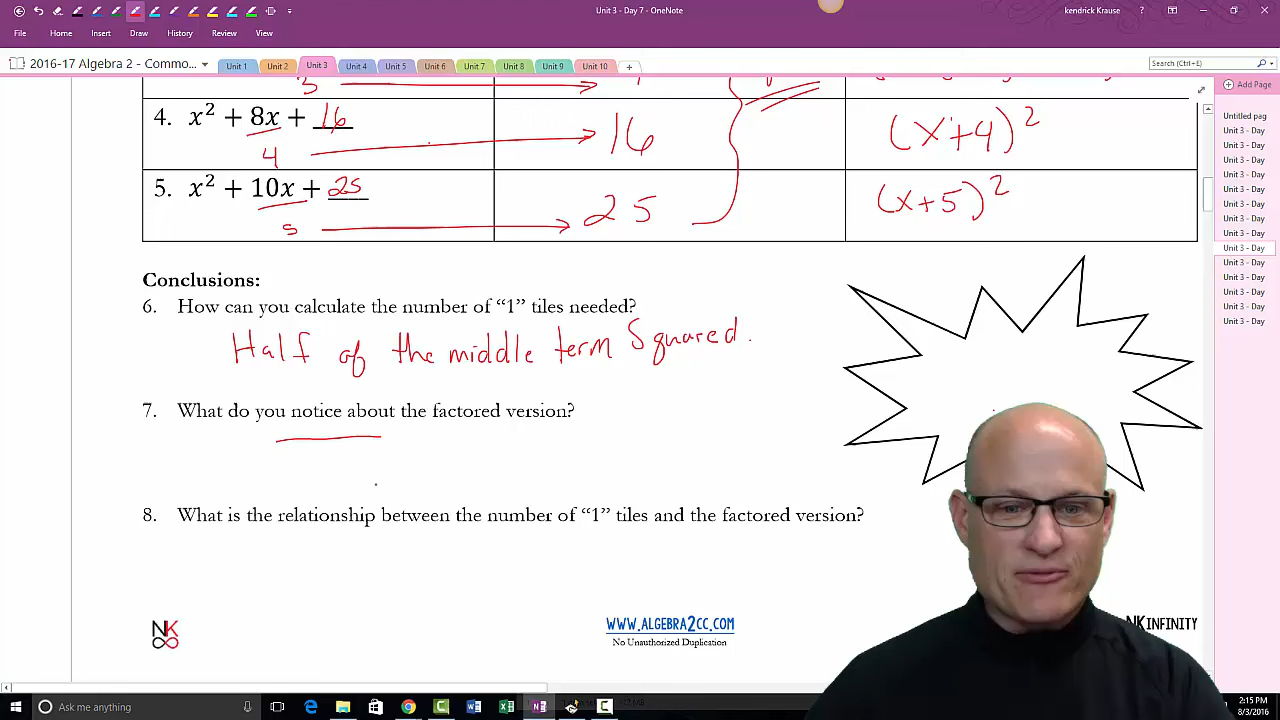 Unit 3 - Day 7 - OneNote
kendrick Krause
File Home Insert Draw History Review View
2016-17 Algebra 2 - Commo... Unit 1 Unit 2 Unit 3 Unit 4 Unit 5 Unit 6 Unit 7 Unit 8 Unit 9 Unit 10
Search (Ctrl+E)
Add Page
Untitled pag
Unit 3 - Day
Unit 3 - Day
Unit 3 - Day
Unit 3 - Day
Unit 3 - Day
Unit 3 - Day
Unit 3 - Day
Unit 3 - Day
Unit 3 - Day
Unit 3 - Day
Unit 3 - Day
Unit 3 - Day
Unit 3 - Day
Unit 3 - Day
3
4. x² + 8x + 16 16 (x+4)²
4
5. x² + 10x + 25 25 (x+5)²
5
Conclusions:
6. How can you calculate the number of “1” tiles needed?
Half of the middle term Squared.
7. What do you notice about the factored version?
8. What is the relationship between the number of “1” tiles and the factored version?
NK
WWW.ALGEBRA2CC.COM
No Unauthorized Duplication
NKINFINITY
Ask me anything
2:15 PM
8/3/2016